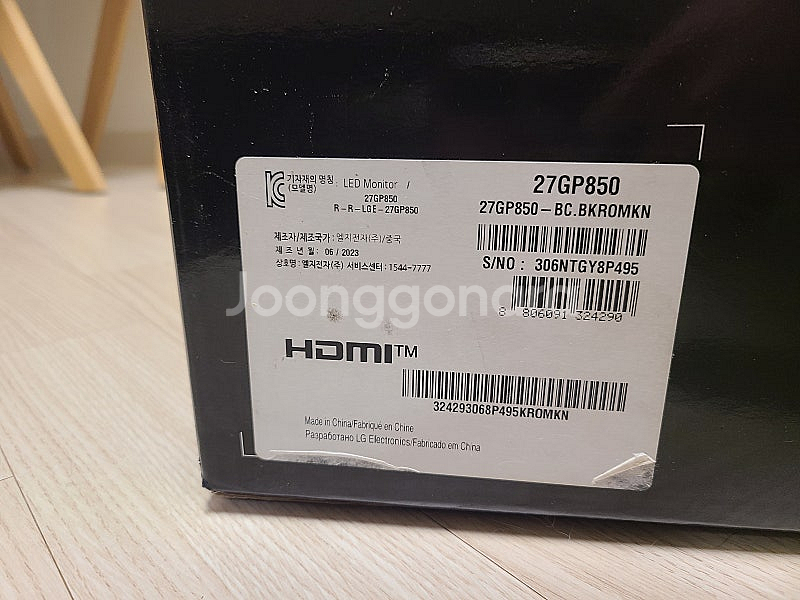 기자재의 명칭 : LED Monitor /
(모델명)
27GP850
R-R-LGE-27GP850
제조자/제조국가 : 엘지전자(주)/중국
제 조 년 월 : 06 / 2023
상호명 : 엘지전자(주) 서비스센터 : 1544-7777
27GP850
27GP850-BC.BKROMKN
S/NO : 306NTGY8P495
8 806091 324290
Joonggonara
HDMI™
324293068P495KROMKN
Made in China/Fabriqué en Chine
Разработано LG Electronics/Fabricado em China